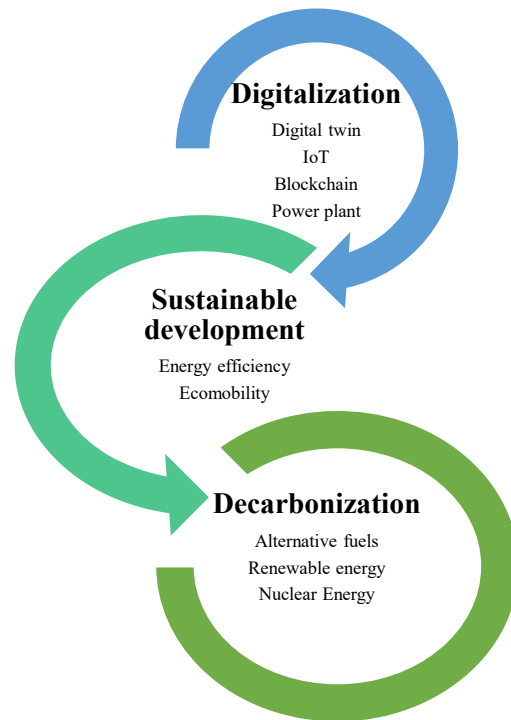 Digitalization
Digital twin
IoT
Blockchain
Power plant
Sustainable
development
Energy efficiency
Ecomobility
Decarbonization
Alternative fuels
Renewable energy
Nuclear Energy